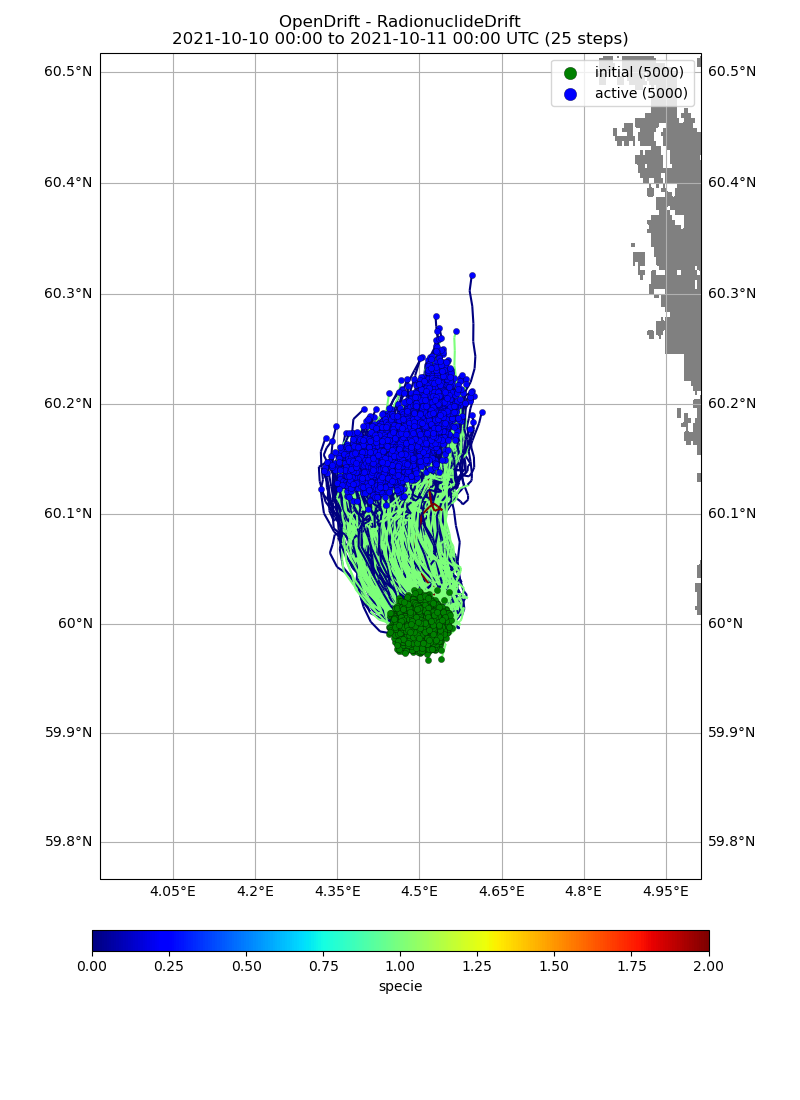 OpenDrift - RadionuclideDrift
2021-10-10 00:00 to 2021-10-11 00:00 UTC (25 steps)
initial (5000)
active (5000)
60.5°N 60.5°N
60.4°N 60.4°N
60.3°N 60.3°N
60.2°N 60.2°N
60.1°N 60.1°N
60°N 60°N
59.9°N 59.9°N
59.8°N 59.8°N
4.05°E 4.2°E 4.35°E 4.5°E 4.65°E 4.8°E 4.95°E
0.00 0.25 0.50 0.75 1.00 1.25 1.50 1.75 2.00
specie